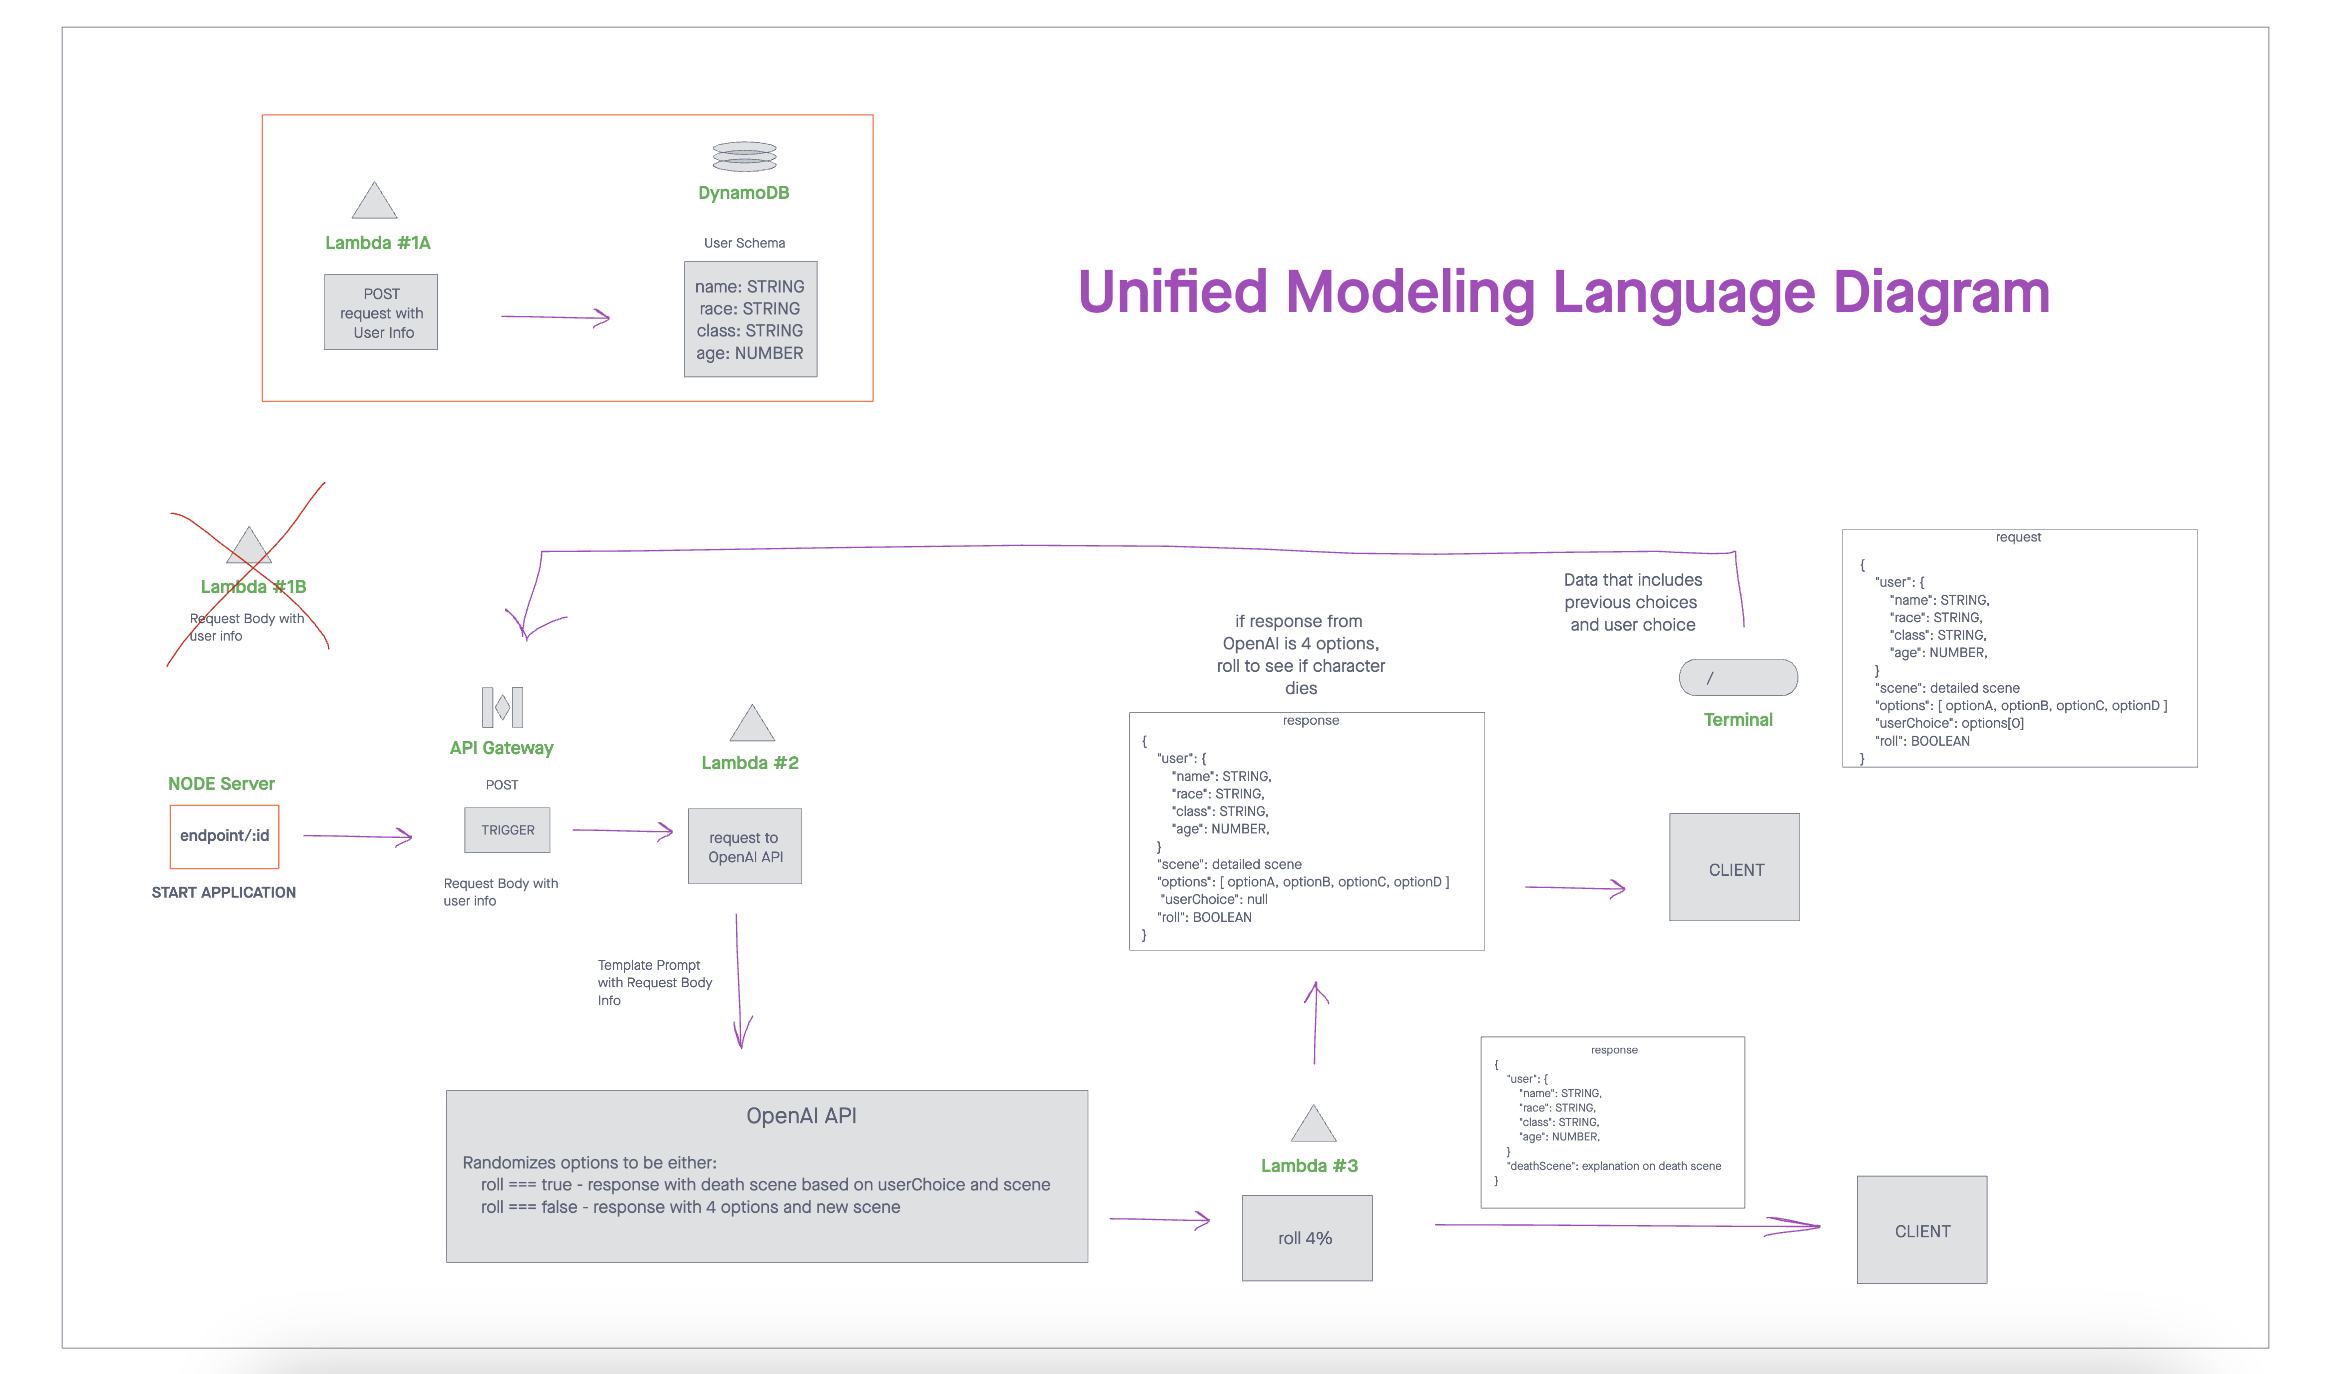 DynamoDB
Lambda #1A
User Schema
POST
request with
User Info
name: STRING
race: STRING
class: STRING
age: NUMBER
Unified Modeling Language Diagram
Lambda #1B
Request Body with
user info
Data that includes
previous choices
and user choice
request
{
"user": {
"name": STRING,
"race": STRING,
"class": STRING,
"age": NUMBER,
}
"scene": detailed scene
"options": [ optionA, optionB, optionC, optionD ]
"userChoice": options[0]
"roll": BOOLEAN
}
if response from
OpenAI is 4 options,
roll to see if character
dies
/
Terminal
API Gateway
POST
TRIGGER
Request Body with
user info
Lambda #2
request to
OpenAI API
NODE Server
endpoint/:id
START APPLICATION
response
{
"user": {
"name": STRING,
"race": STRING,
"class": STRING,
"age": NUMBER,
}
"scene": detailed scene
"options": [ optionA, optionB, optionC, optionD ]
"userChoice": null
"roll": BOOLEAN
}
CLIENT
Template Prompt
with Request Body
Info
OpenAI API
Randomizes options to be either:
roll === true - response with death scene based on userChoice and scene
roll === false - response with 4 options and new scene
Lambda #3
roll 4%
response
{
"user": {
"name": STRING,
"race": STRING,
"class": STRING,
"age": NUMBER,
}
"deathScene": explanation on death scene
}
CLIENT